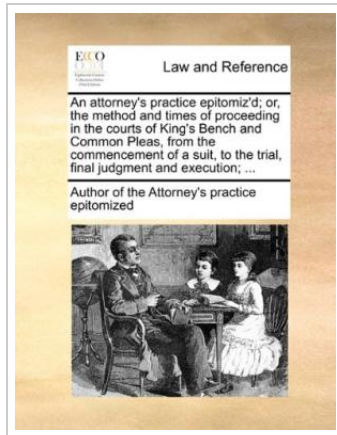 ECCO
Law and Reference
An attorney's practice epitomiz'd; or,
the method and times of proceeding
in the courts of King's Bench and
Common Pleas, from the
commencement of a suit, to the trial,
final judgment and execution; ...
Author of the Attorney's practice
epitomized